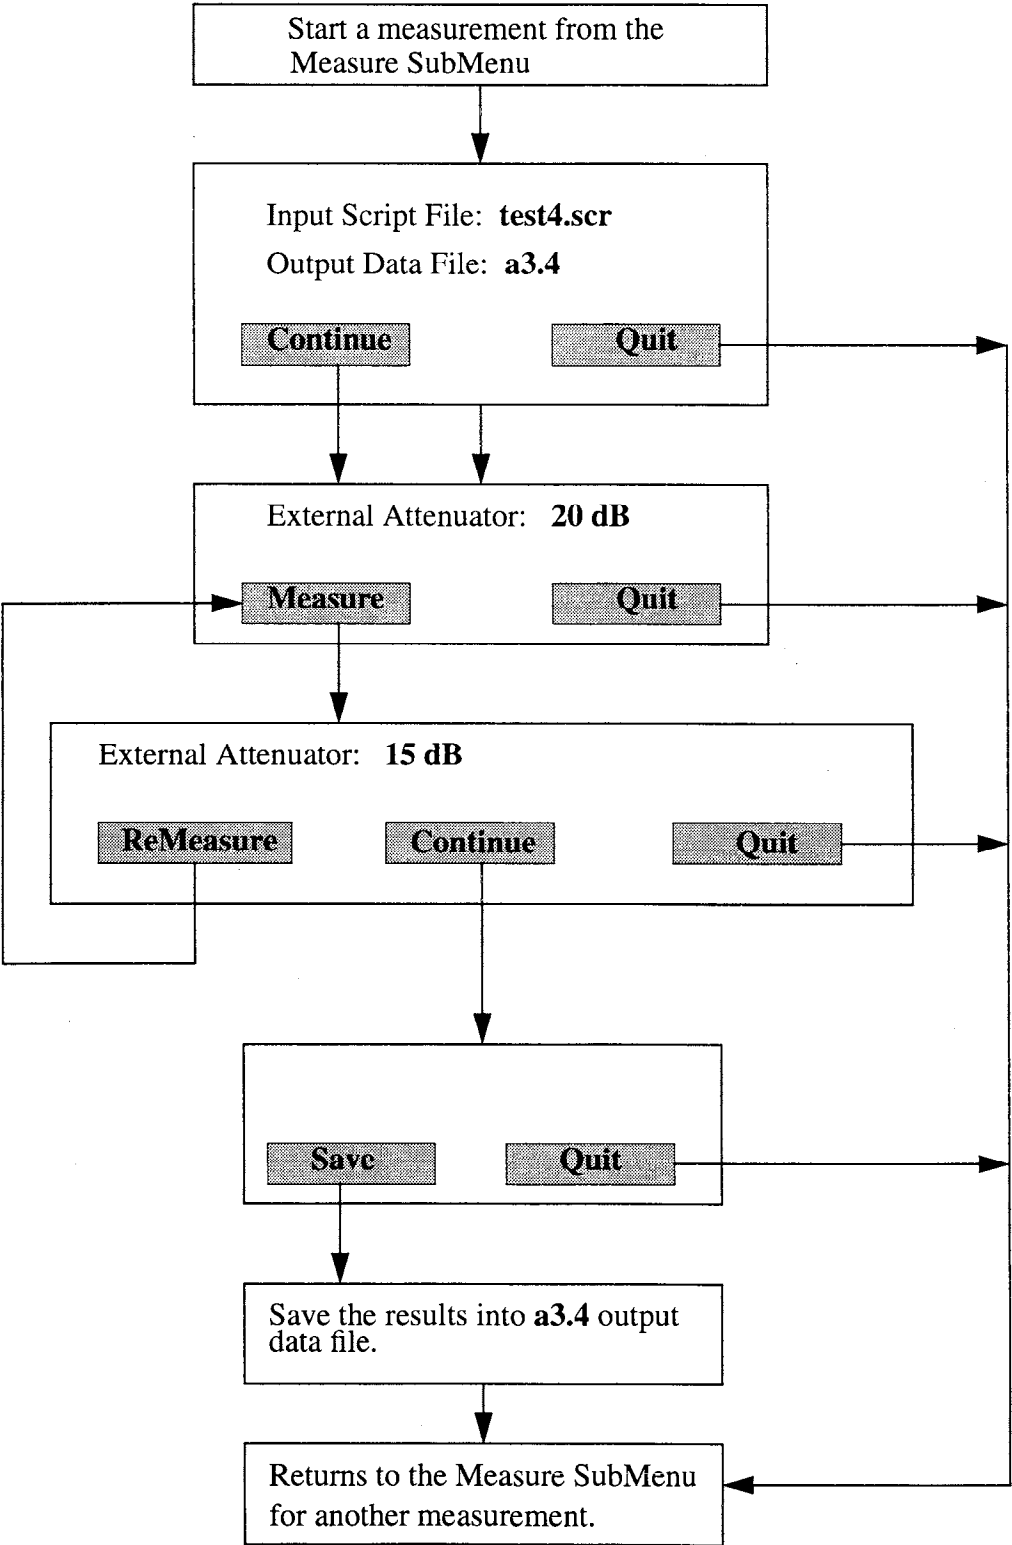 Start a measurement from the
Measure SubMenu
Input Script File: test4.scr
Output Data File: a3.4
Continue Quit
External Attenuator: 20 dB
Measure Quit
External Attenuator: 15 dB
ReMeasure Continue Quit
Save Quit
Save the results into a3.4 output
data file.
Returns to the Measure SubMenu
for another measurement.